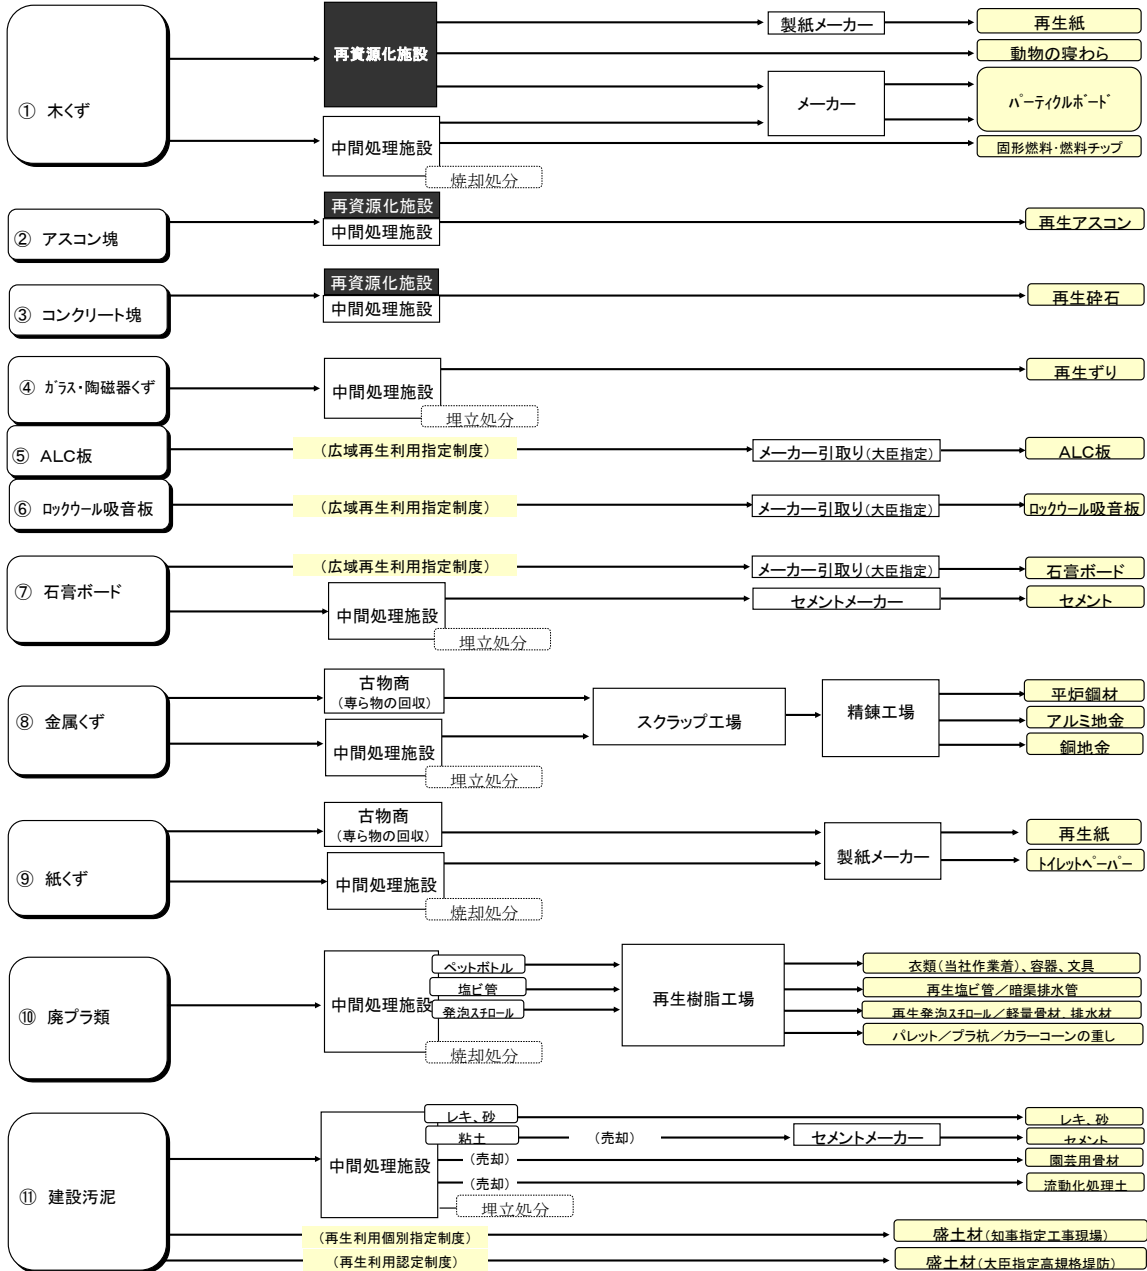 ① 木くず
再資源化施設
製紙メーカー
再生紙
動物の寝わら
メーカー
ﾊﾟｰﾃｨｸﾙﾎﾞｰﾄﾞ
中間処理施設
固形燃料・燃料チップ
焼却処分
② アスコン塊
再資源化施設
中間処理施設
再生アスコン
③ コンクリート塊
再資源化施設
中間処理施設
再生砕石
④ ｶﾞﾗｽ・陶磁器くず
中間処理施設
再生ずり
埋立処分
⑤ ALC板
（広域再生利用指定制度）
メーカー引取り（大臣指定）
ALC板
⑥ ﾛｯｸｳｰﾙ吸音板
（広域再生利用指定制度）
メーカー引取り（大臣指定）
ﾛｯｸｳｰﾙ吸音板
⑦ 石膏ボード
（広域再生利用指定制度）
メーカー引取り（大臣指定）
石膏ボード
中間処理施設
セメントメーカー
セメント
埋立処分
⑧ 金属くず
古物商
（専ら物の回収）
中間処理施設
埋立処分
スクラップ工場
精錬工場
平炉鋼材
アルミ地金
銅地金
⑨ 紙くず
古物商
（専ら物の回収）
中間処理施設
焼却処分
製紙メーカー
再生紙
ﾄｲﾚｯﾄﾍﾟｰﾊﾟｰ
⑩ 廃プラ類
中間処理施設
ペットボトル
塩ビ管
発泡ｽﾁﾛｰﾙ
焼却処分
再生樹脂工場
衣類（当社作業着）、容器、文具
再生塩ビ管／暗渠排水管
再生発泡ｽﾁﾛｰﾙ／軽量骨材、排水材
パレット／プラ杭／カラーコーンの重し
⑪ 建設汚泥
中間処理施設
レキ、砂
レキ、砂
粘土
（売却）
セメントメーカー
セメント
（売却）
園芸用骨材
（売却）
流動化処理土
埋立処分
（再生利用個別指定制度）
盛土材（知事指定工事現場）
（再生利用認定制度）
盛土材（大臣指定高規格堤防）